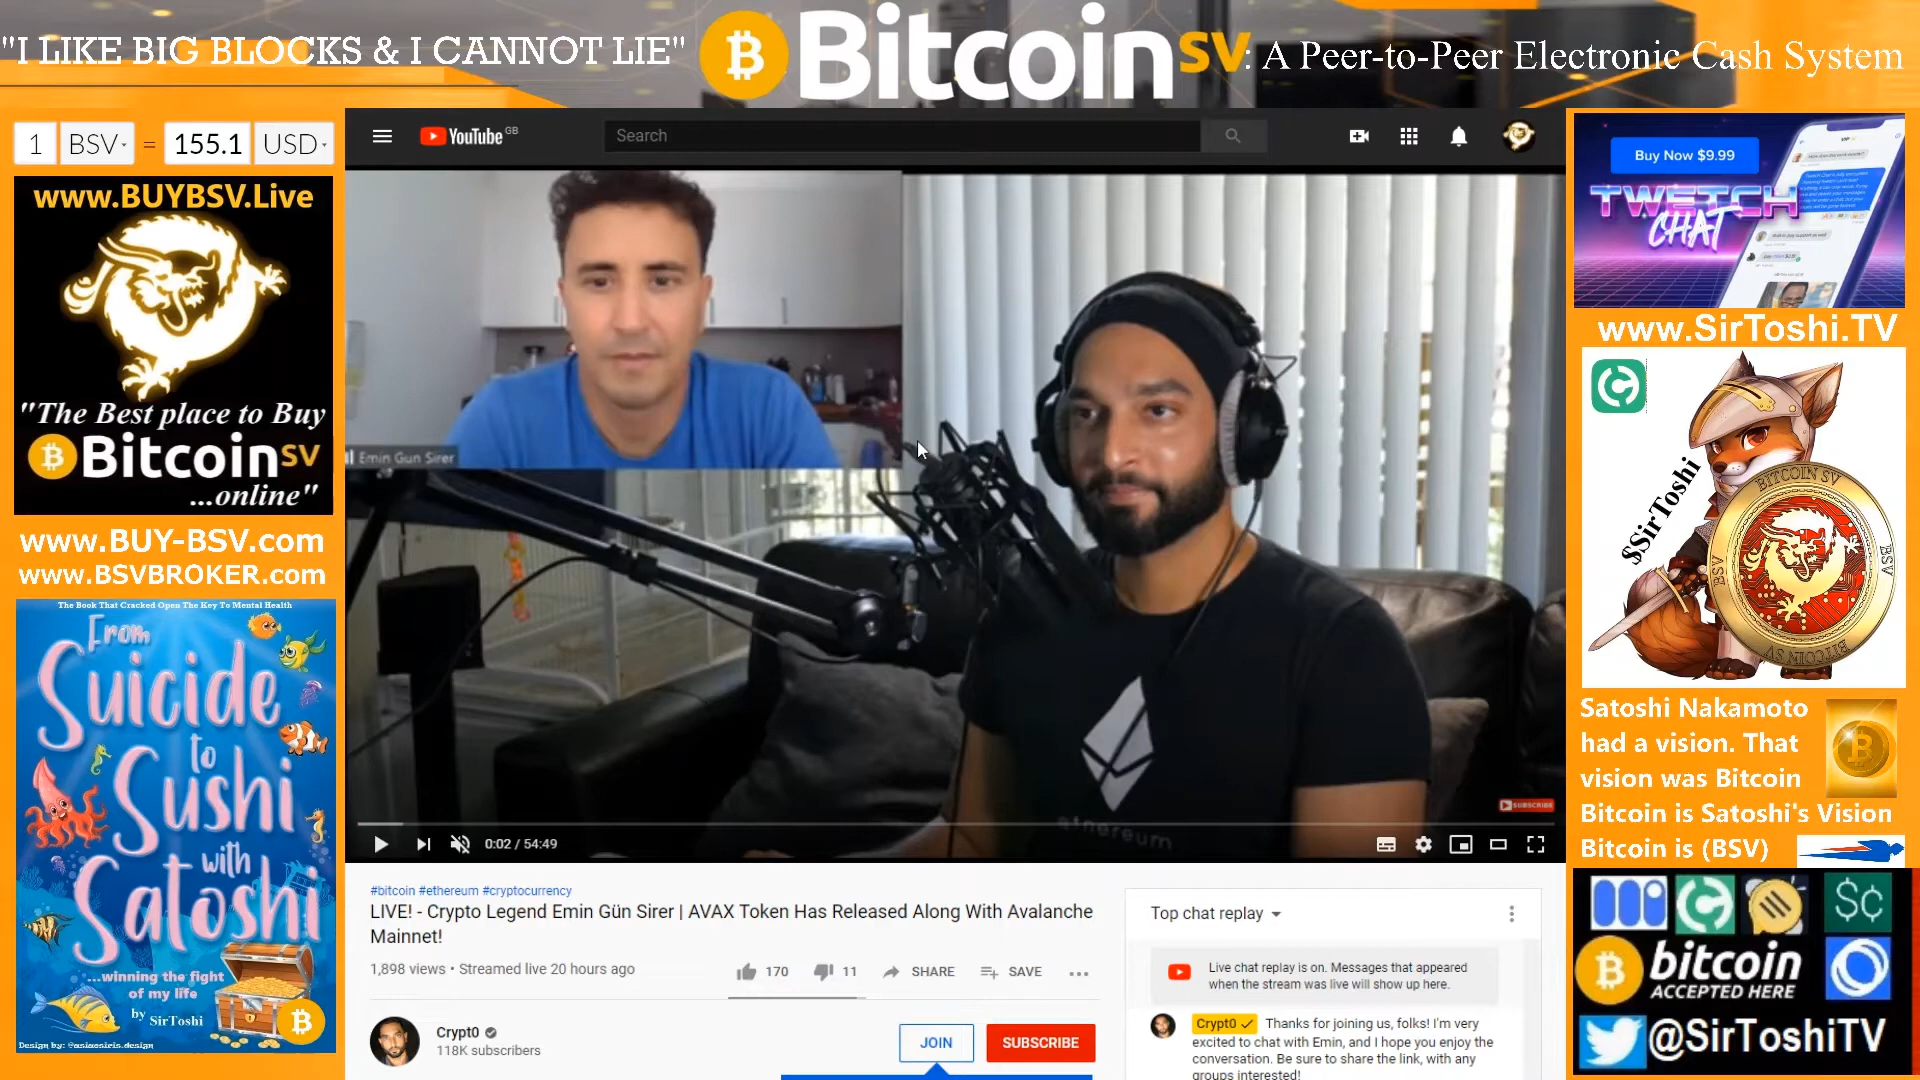 "I LIKE BIG BLOCKS & I CANNOT LIE"
Bitcoin SV : A Peer-to-Peer Electronic Cash System
1 BSV = 155.1 USD
www.BUYBSV.Live
"The Best place to Buy
Bitcoin SV
...online"
www.BUY-BSV.com
www.BSVBROKER.com
The Book That Cracked Open The Key To Mental Health
From
Suicide
to
Sushi
with
Satoshi
...winning the fight
of my life
by SirToshi
Design by: @asiaosiris.design
YouTube GB
Search
Emin Gun Sirer
ethereum
SUBSCRIBE
0:02 / 54:49
#bitcoin #ethereum #cryptocurrency
LIVE! - Crypto Legend Emin Gün Sirer | AVAX Token Has Released Along With Avalanche
Mainnet!
1,898 views • Streamed live 20 hours ago
170
11
SHARE
SAVE
Crypt0
118K subscribers
JOIN
SUBSCRIBE
Top chat replay
Live chat replay is on. Messages that appeared
when the stream was live will show up here.
Crypt0 Thanks for joining us, folks! I'm very
excited to chat with Emin, and I hope you enjoy the
conversation. Be sure to share the link, with any
groups interested!
Buy Now $9.99
TWETCH
CHAT
www.SirToshi.TV
$SirToshi
BITCOIN SV
BSV
BSV
BITCOIN SV
Satoshi Nakamoto
had a vision. That
vision was Bitcoin
Bitcoin is Satoshi's Vision
Bitcoin is (BSV)
bitcoin
ACCEPTED HERE
@SirToshiTV